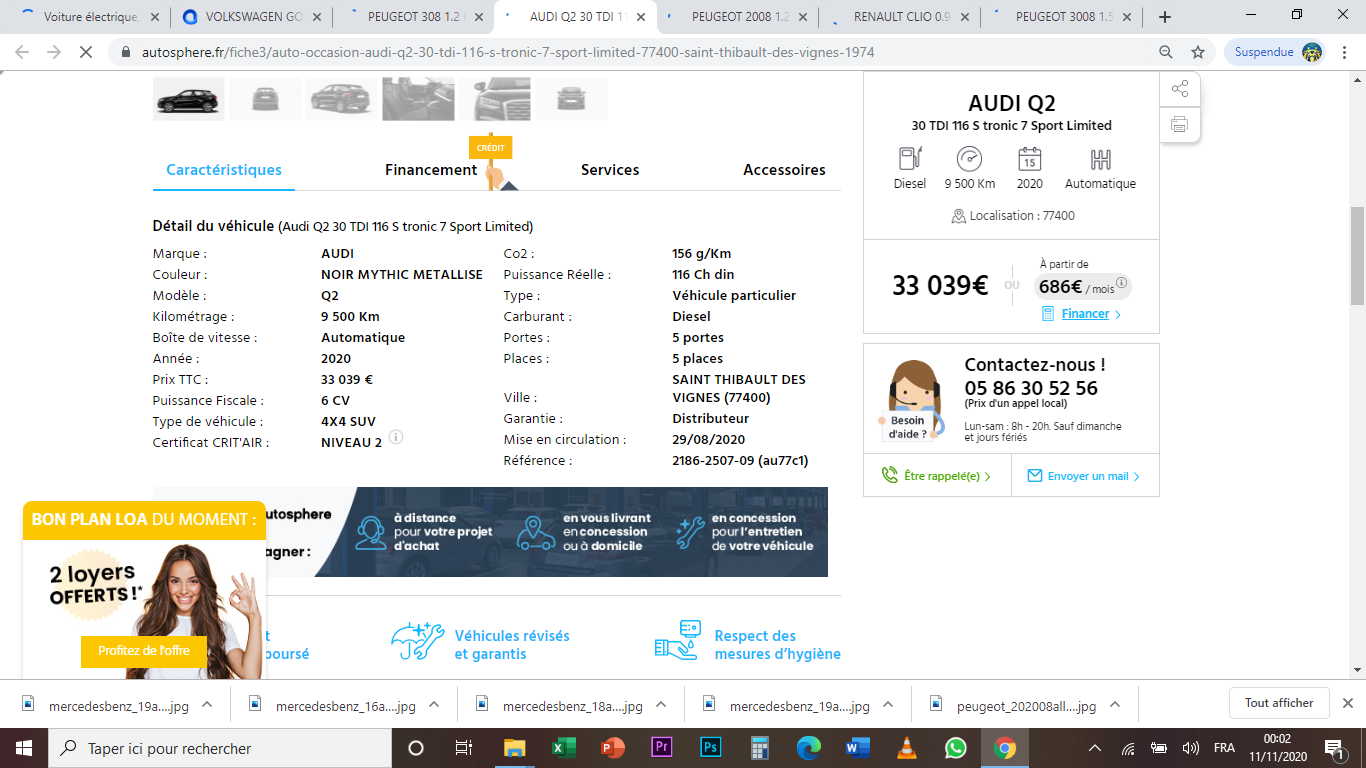 Voiture électrique,
VOLKSWAGEN GO
PEUGEOT 308 1.2
AUDI Q2 30 TDI 11
PEUGEOT 2008 1.2
RENAULT CLIO 0.9
PEUGEOT 3008 1.5
autosphere.fr/fiche3/auto-occasion-audi-q2-30-tdi-116-s-tronic-7-sport-limited-77400-saint-thibault-des-vignes-1974
Suspendue
CRÉDIT
Caractéristiques
Financement
Services
Accessoires
Détail du véhicule (Audi Q2 30 TDI 116 S tronic 7 Sport Limited)
Marque : AUDI
Couleur : NOIR MYTHIC METALLISE
Modèle : Q2
Kilométrage : 9 500 Km
Boîte de vitesse : Automatique
Année : 2020
Prix TTC : 33 039 €
Puissance Fiscale : 6 CV
Type de véhicule : 4X4 SUV
Certificat CRIT'AIR : NIVEAU 2
Co2 : 156 g/Km
Puissance Réelle : 116 Ch din
Type : Véhicule particulier
Carburant : Diesel
Portes : 5 portes
Places : 5 places
SAINT THIBAULT DES
Ville : VIGNES (77400)
Garantie : Distributeur
Mise en circulation : 29/08/2020
Référence : 2186-2507-09 (au77c1)
AUDI Q2
30 TDI 116 S tronic 7 Sport Limited
15
Diesel
9 500 Km
2020
Automatique
Localisation : 77400
33 039€
OU
À partir de
686€ / mois
Financer
Contactez-nous !
05 86 30 52 56
(Prix d'un appel local)
Lun-sam : 8h - 20h. Sauf dimanche
et jours fériés
Besoin
d'aide ?
Être rappelé(e)
Envoyer un mail
utosphere
agner :
à distance
pour votre projet
d'achat
en vous livrant
en concession
ou à domicile
en concession
pour l'entretien
de votre véhicule
BON PLAN LOA DU MOMENT :
2 loyers
OFFERTS !*
Profitez de l'offre
t
boursé
Véhicules révisés
et garantis
Respect des
mesures d'hygiène
mercedesbenz_19a....jpg
mercedesbenz_16a....jpg
mercedesbenz_18a....jpg
mercedesbenz_19a....jpg
peugeot_202008all....jpg
Tout afficher
Taper ici pour rechercher
Pr
Ps
FRA
00:02
11/11/2020
1